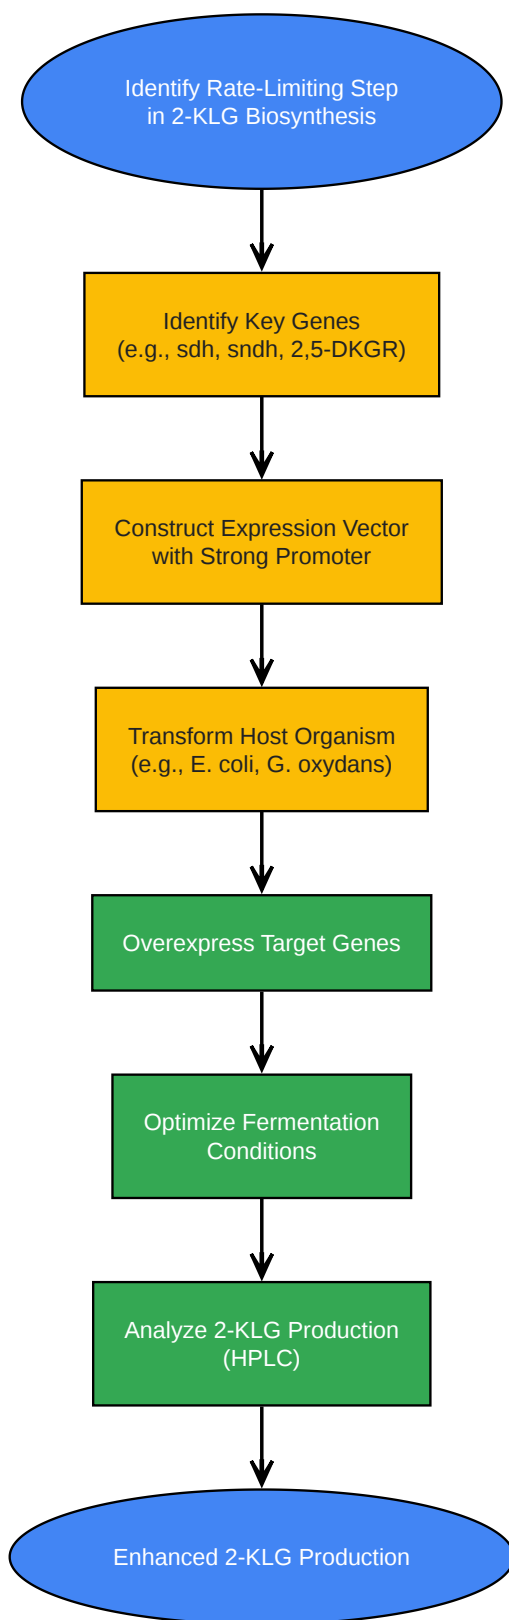 Identify Rate-Limiting Step
in 2-KLG Biosynthesis
Identify Key Genes
(e.g., sdh, sndh, 2,5-DKGR)
Construct Expression Vector
with Strong Promoter
Transform Host Organism
(e.g., E. coli, G. oxydans)
Overexpress Target Genes
Optimize Fermentation
Conditions
Analyze 2-KLG Production
(HPLC)
Enhanced 2-KLG Production